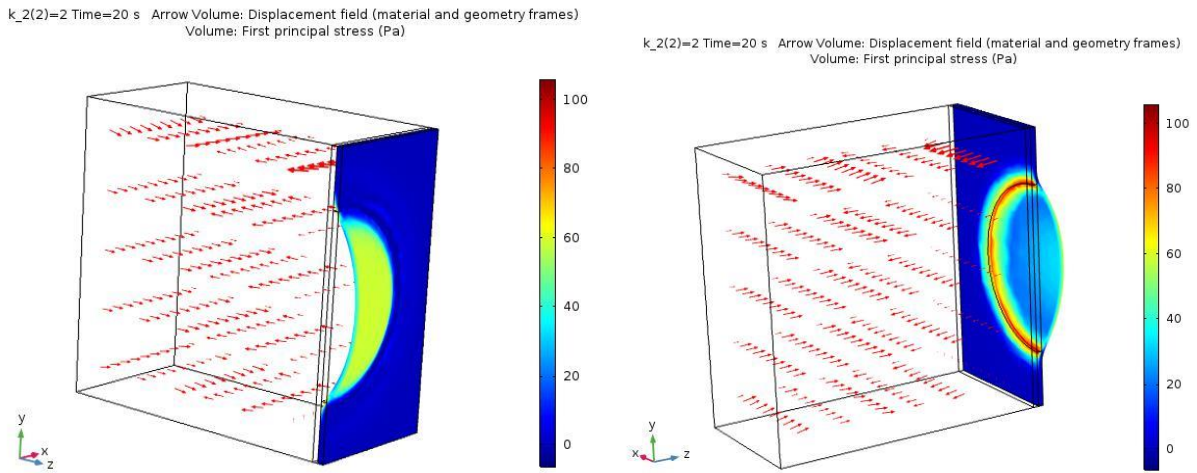 k_2(2)=2 Time=20 s Arrow Volume: Displacement field (material and geometry frames)
Volume: First principal stress (Pa)
100
80
60
40
20
0
y
x
z
k_2(2)=2 Time=20 s Arrow Volume: Displacement field (material and geometry frames)
Volume: First principal stress (Pa)
100
80
60
40
20
0
y
x
z